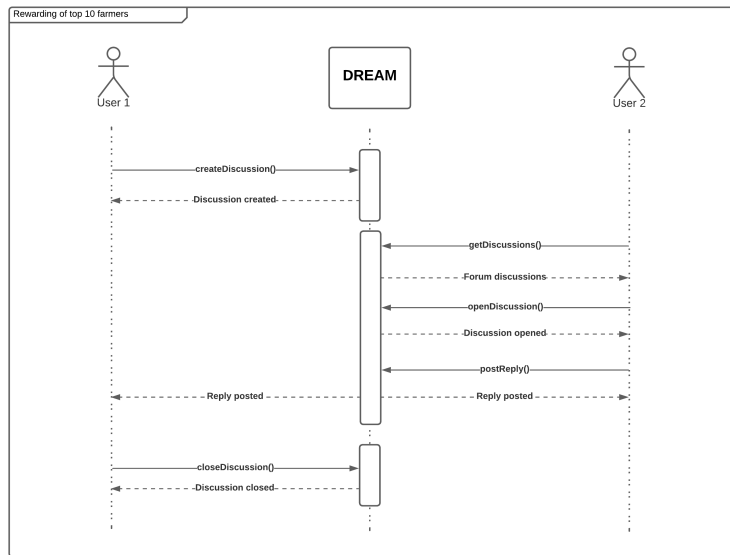 Rewarding of top 10 farmers
DREAM
User 1
User 2
createDiscussion()
Discussion created
getDiscussions()
Forum discussions
openDiscussion()
Discussion opened
postReply()
Reply posted
Reply posted
closeDiscussion()
Discussion closed